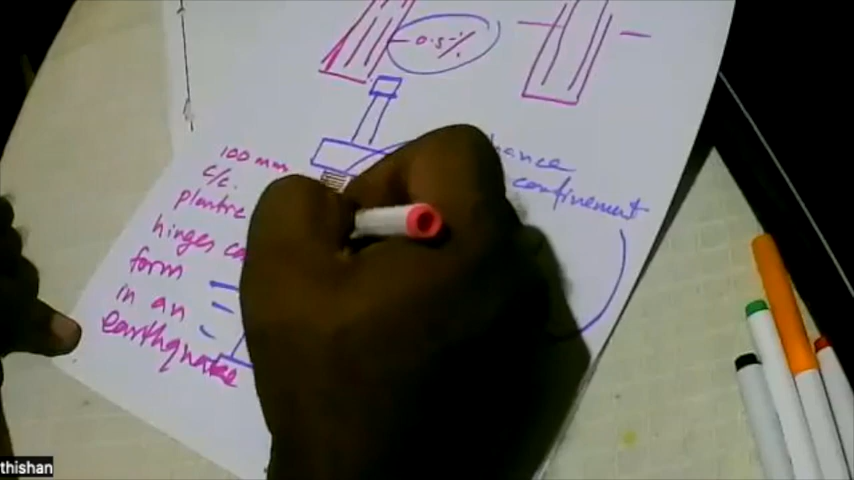 0.5%
100 mm
c/c.
plastic
hinges
form
in an
earthquake
confinement
thishan